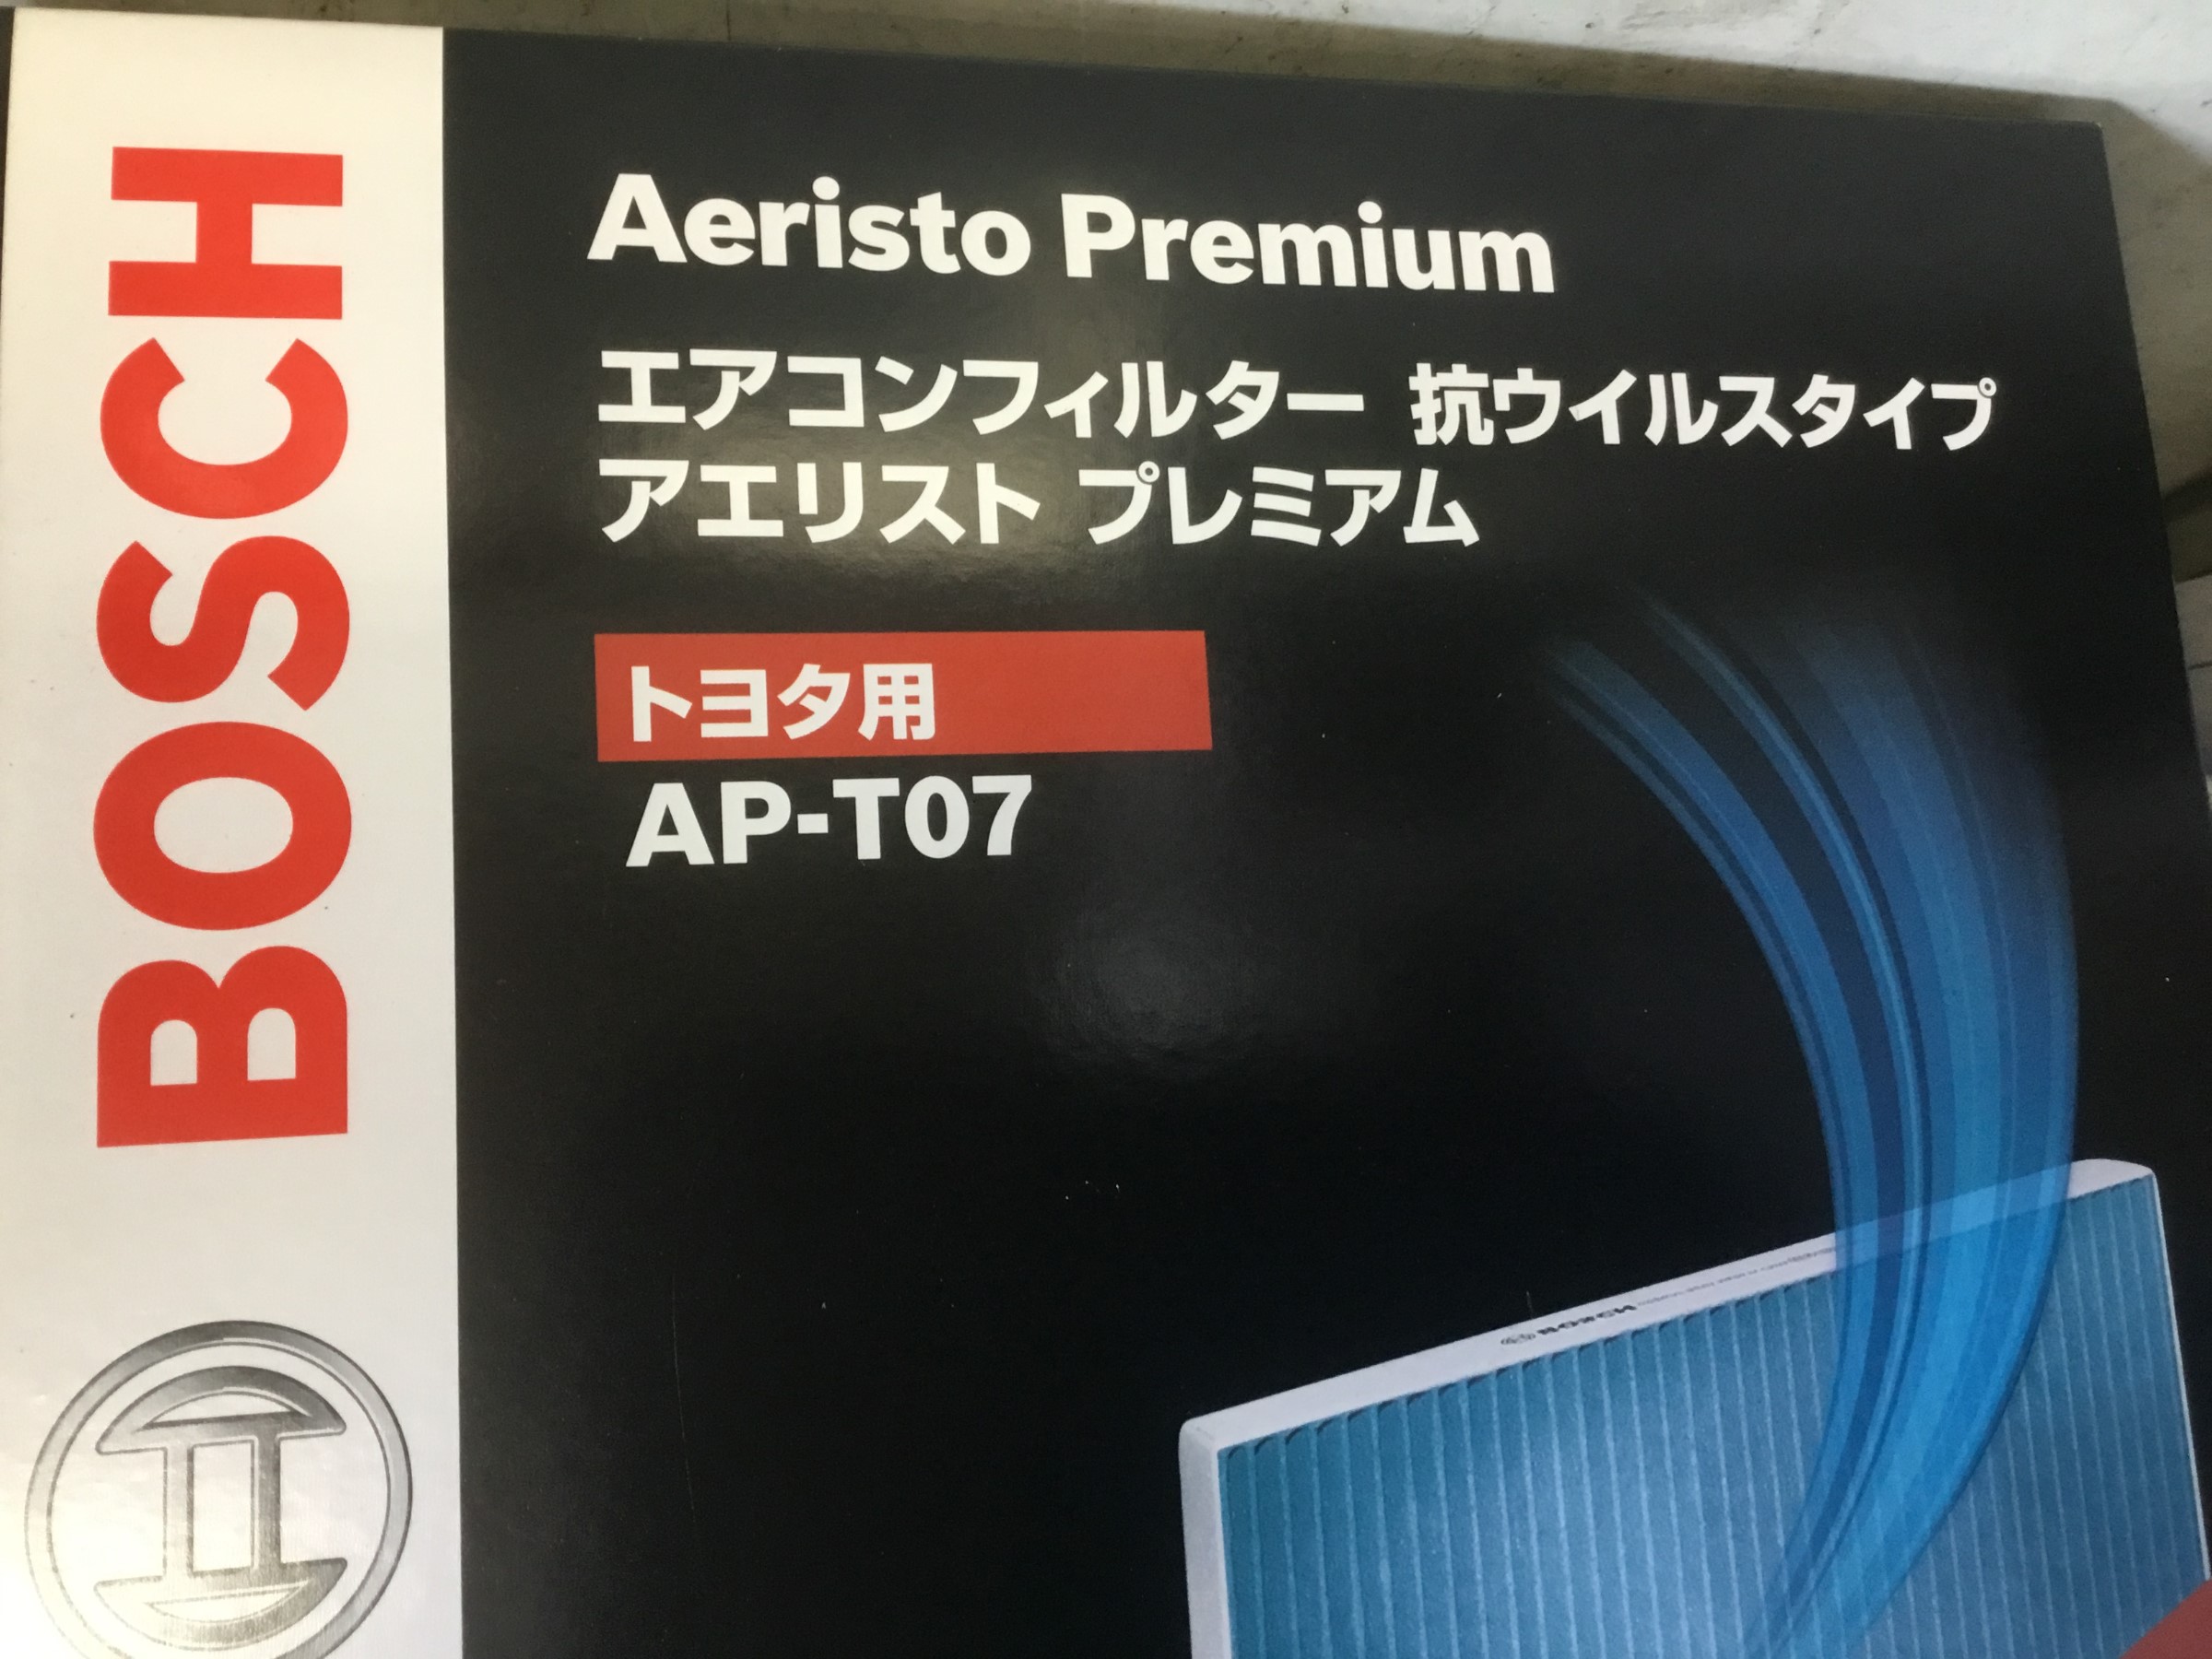 BOSCH
Aeristo Premium
エアコンフィルター 抗ウイルスタイプ
アエリスト プレミアム
トヨタ用
AP-T07
BOSCH